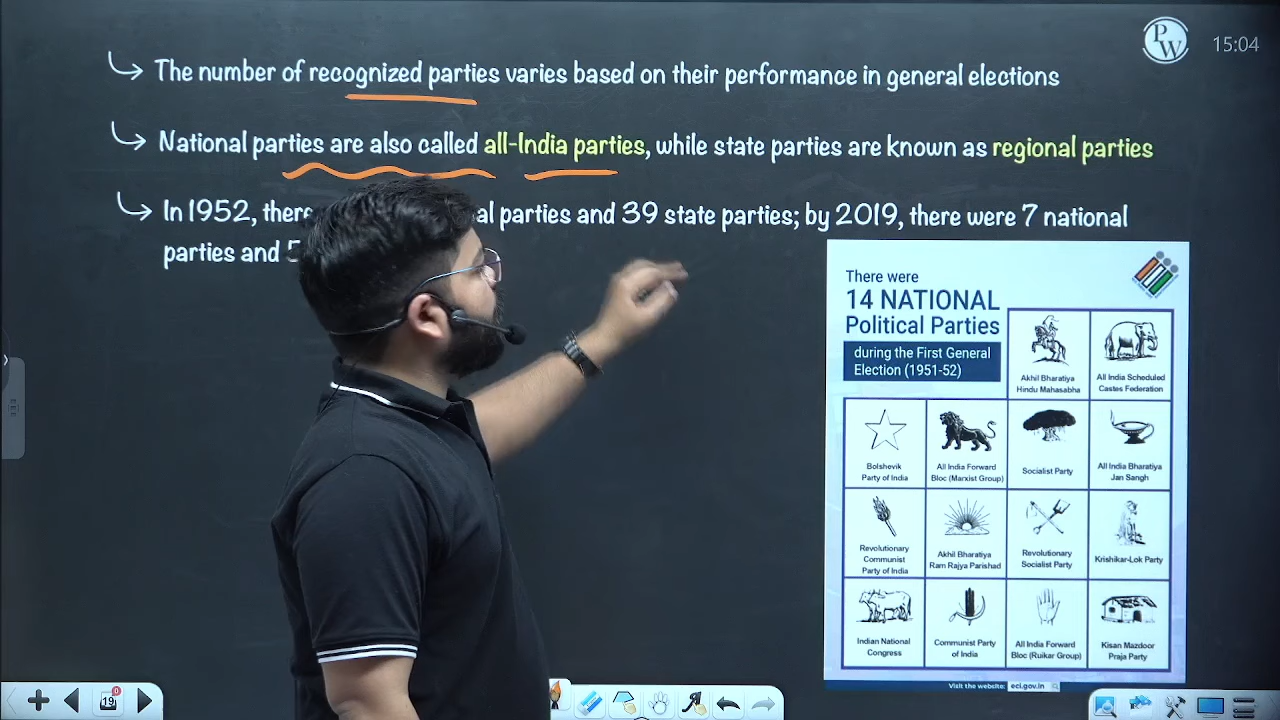 PW
15:04
The number of recognized parties varies based on their performance in general elections
National parties are also called all-India parties, while state parties are known as regional parties
In 1952, there al parties and 39 state parties; by 2019, there were 7 national
parties and 5
There were
14 NATIONAL
Political Parties
during the First General
Election (1951-52)
Akhil Bharatiya
Hindu Mahasabha
All India Scheduled
Castes Federation
Bolshevik
Party of India
All India Forward
Bloc (Marxist Group)
Socialist Party
All India Bharatiya
Jan Sangh
Revolutionary
Communist
Party of India
Akhil Bharatiya
Ram Rajya Parishad
Revolutionary
Socialist Party
Krishikar-Lok Party
Indian National
Congress
Communist Party
of India
All India Forward
Bloc (Ruikar Group)
Kisan Mazdoor
Praja Party
Visit the website: eci.gov.in
19
0